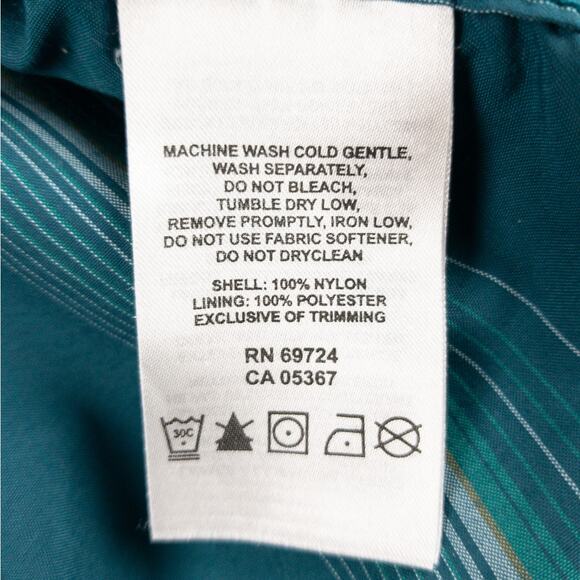 MACHINE WASH COLD GENTLE,
WASH SEPARATELY,
DO NOT BLEACH,
TUMBLE DRY LOW,
REMOVE PROMPTLY, IRON LOW,
DO NOT USE FABRIC SOFTENER,
DO NOT DRYCLEAN
SHELL: 100% NYLON
LINING: 100% POLYESTER
EXCLUSIVE OF TRIMMING
RN 69724
CA 05367
30C